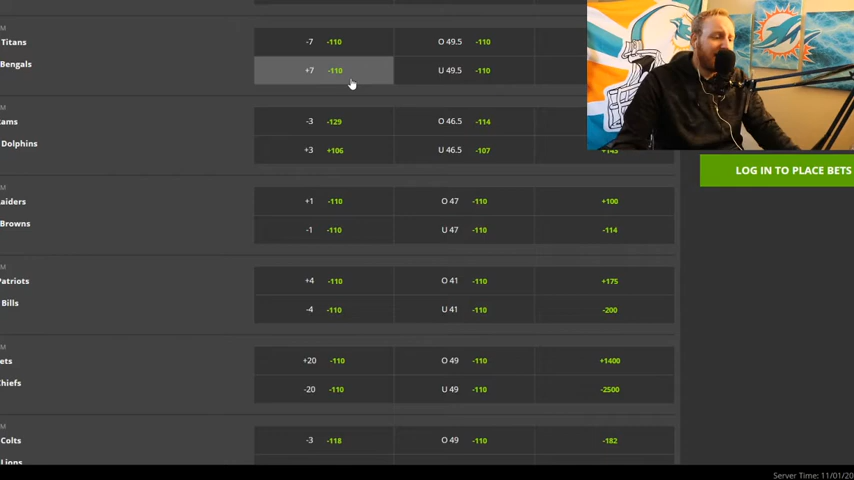 M
Titans -7 -110 O 49.5 -110
Bengals +7 -110 U 49.5 -110
M
ams -3 -129 O 46.5 -114
Dolphins +3 +106 U 46.5 -107 +143
LOG IN TO PLACE BETS
M
aiders +1 -110 O 47 -110 +100
Browns -1 -110 U 47 -110 -114
M
Patriots +4 -110 O 41 -110 +175
Bills -4 -110 U 41 -110 -200
M
ets +20 -110 O 49 -110 +1400
hiefs -20 -110 U 49 -110 -2500
M
Colts -3 -118 O 49 -110 -182
Lions
Server Time: 11/01/20